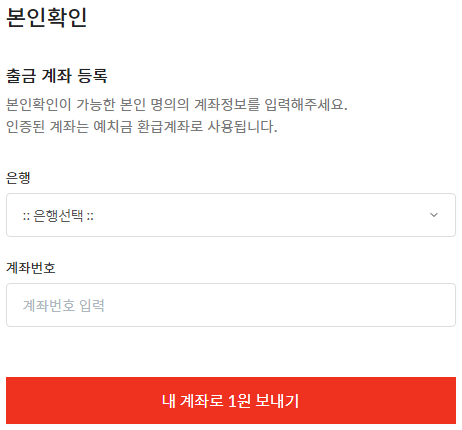 본인확인
출금 계좌 등록
본인확인이 가능한 본인 명의의 계좌정보를 입력해주세요.
인증된 계좌는 예치금 환급계좌로 사용됩니다.
은행
:: 은행선택 ::
계좌번호
계좌번호 입력
내 계좌로 1원 보내기